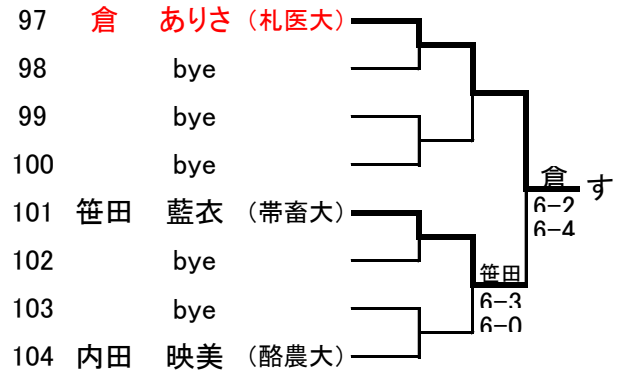 97 倉 ありさ (札医大)
98 bye
99 bye
100 bye
倉 す
101 笹田 藍衣 (帯畜大) 6-2
6-4
102 bye
笹田
103 bye 6-3
6-0
104 内田 映美 (酪農大)